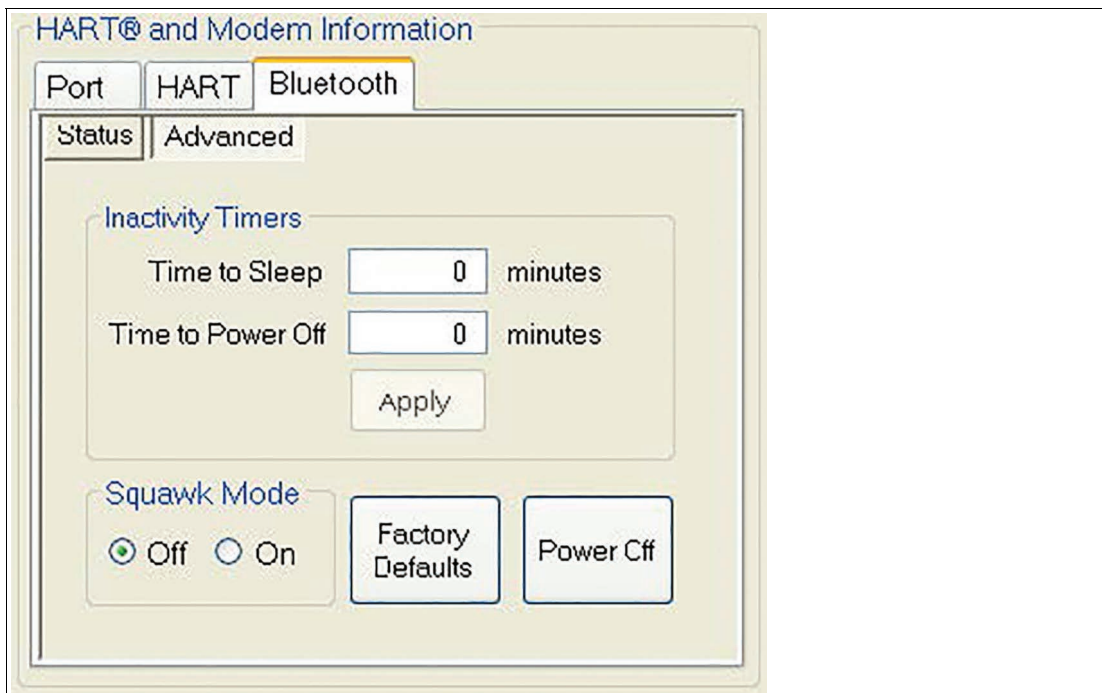 HART® and Modem Information
Port HART Bluetooth
Status Advanced
Inactivity Timers
Time to Sleep 0 minutes
Time to Power Off 0 minutes
Apply
Squawk Mode
Off On
Factory
Defaults
Power Off